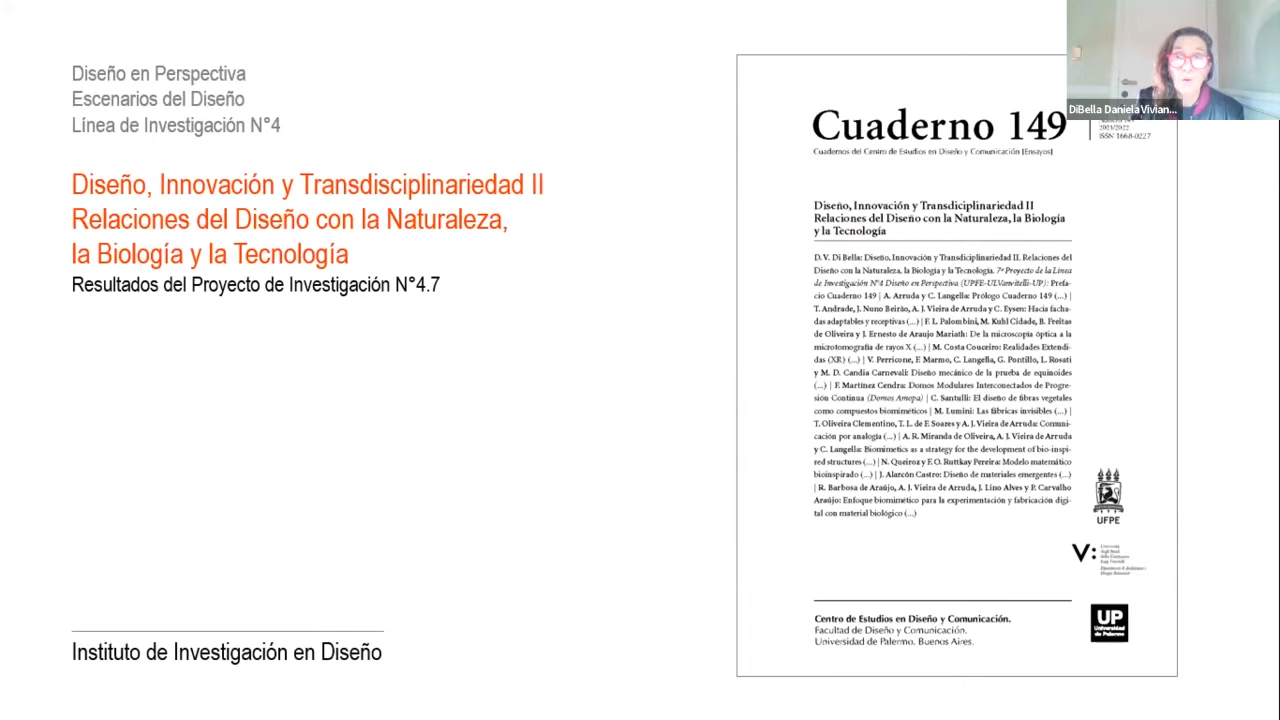 Diseño en Perspectiva
Escenarios del Diseño
Línea de Investigación N°4
Diseño, Innovación y Transdisciplinariedad II
Relaciones del Diseño con la Naturaleza,
la Biología y la Tecnología
Resultados del Proyecto de Investigación N°4.7
Instituto de Investigación en Diseño
DiBella Daniela Vivian...
Cuaderno 149
2021/2022
ISSN 1668-0227
Cuadernos del Centro de Estudios en Diseño y Comunicación [Ensayos]
Diseño, Innovación y Transdiciplinariedad II
Relaciones del Diseño con la Naturaleza, la Biología
y la Tecnología
D. V. Di Bella: Diseño, Innovación y Transdiciplinariedad II. Relaciones del
Diseño con la Naturaleza, la Biología y la Tecnología. 7º Proyecto de la Línea
de Investigación Nº4 Diseño en Perspectiva (UPFE-ULVanvitelli-UP): Prefa-
cio Cuaderno 149 | A. Arruda y C. Langella: Prólogo Cuaderno 149 (...) |
T. Andrade, J. Nuno Beirão, A. J. Vieira de Arruda y C. Eysen: Hacia facha-
das adaptables y receptivas (...) | F. L. Palombini, M. Kuhl Cidade, B. Freitas
de Oliveira y J. Ernesto de Araujo Mariath: De la microscopía óptica a la
microtomografía de rayos X (...) | M. Costa Couceiro: Realidades Extendi-
das (XR) (...) | V. Perricone, F. Marmo, C. Langella, G. Pontillo, L. Rosati
y M. D. Candia Carnevali: Diseño mecánico de la prueba de equinoides
(...) | F. Martínez Cendra: Domos Modulares Interconectados de Progre-
sión Continua (Domos Amopa) | C. Santulli: El diseño de fibras vegetales
como compuestos biomiméticos | M. Lumini: Las fábricas invisibles (...) |
T. Oliveira Clementino, T. L. de F. Soares y A. J. Vieira de Arruda: Comuni-
cación por analogía (...) | A. R. Miranda de Oliveira, A. J. Vieira de Arruda
y C. Langella: Biomimetics as a strategy for the development of bio-inspi-
red structures (...) | N. Queiroz y F. O. Ruttkay Pereira: Modelo matemático
bioinspirado (...) | J. Alarcón Castro: Diseño de materiales emergentes (...)
| R. Barbosa de Araújo, A. J. Vieira de Arruda, J. Lino Alves y P. Carvalho
Araújo: Enfoque biomimético para la experimentación y fabricación digi-
tal con material biológico (...)
UFPE
V:
Centro de Estudios en Diseño y Comunicación.
Facultad de Diseño y Comunicación.
Universidad de Palermo. Buenos Aires.
UP
Universidad
de Palermo